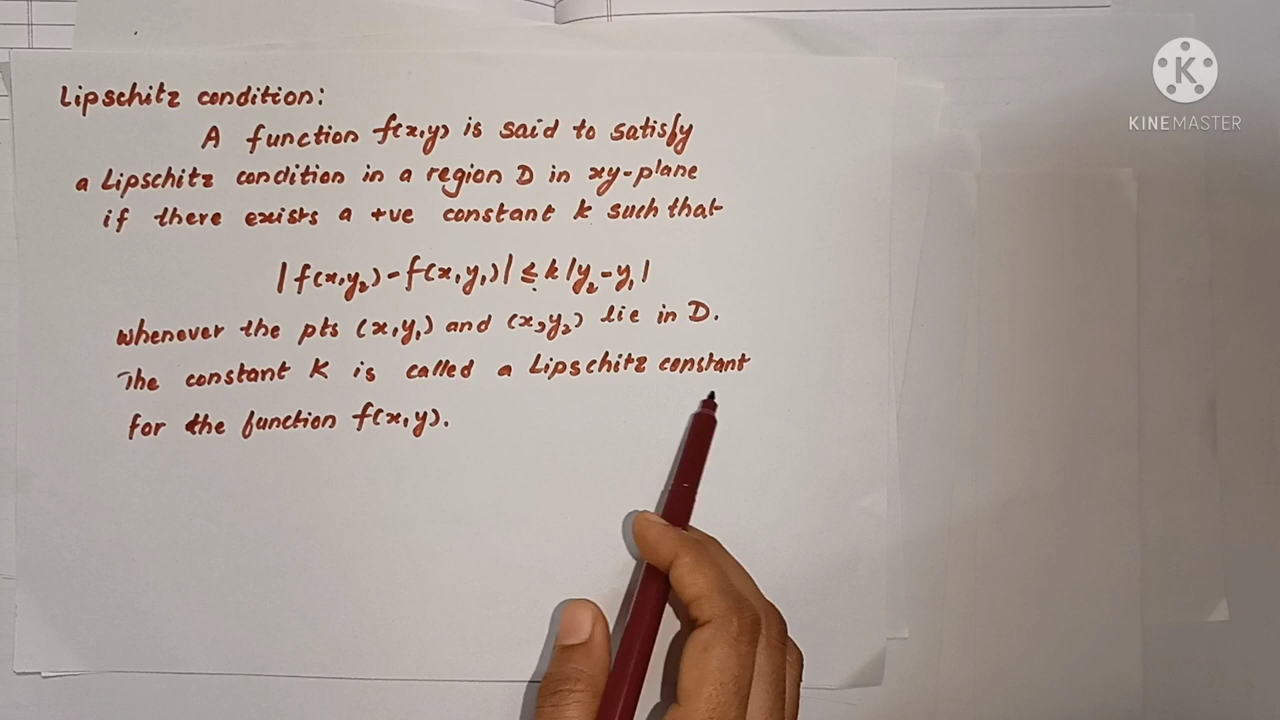 Lipschitz condition:
A function f(x,y) is said to satisfy
a Lipschitz condition in a region D in xy-plane
if there exists a +ve constant k such that
|f(x,y₂) - f(x,y₁)| ≤ k|y₂-y₁|
whenever the pts (x,y₁) and (x,y₂) lie in D.
The constant K is called a Lipschitz constant
for the function f(x,y).
K
KINEMASTER